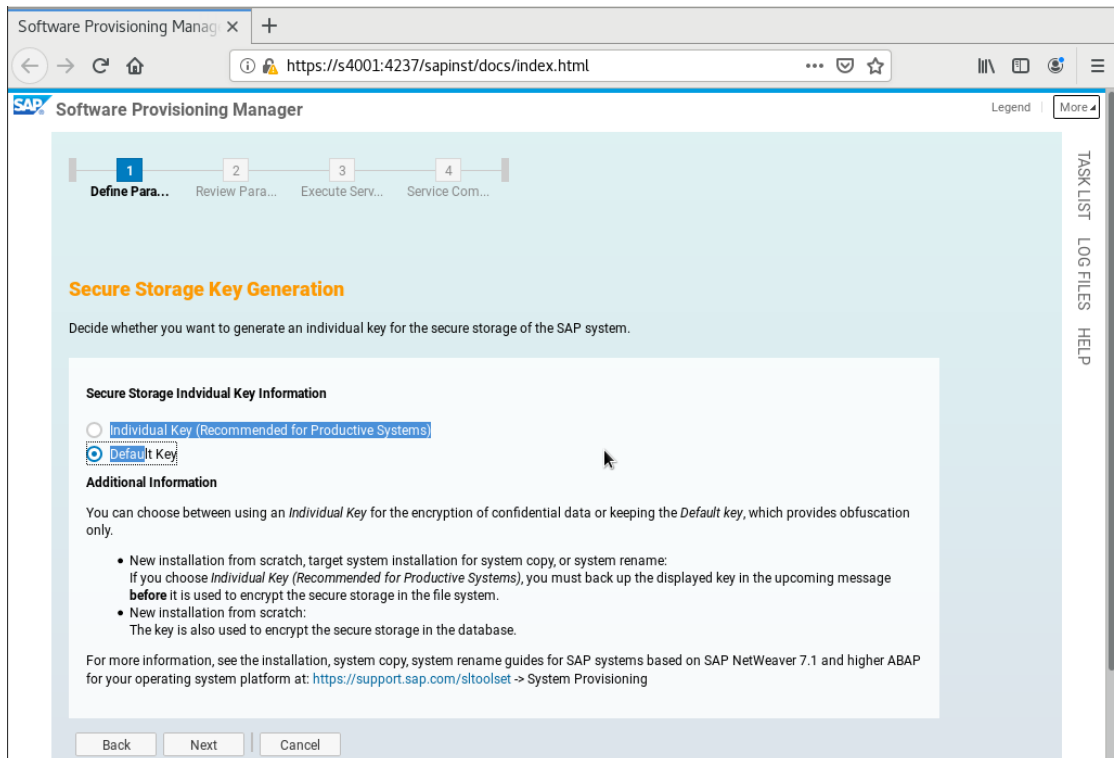 Software Provisioning Manag
https://s4001:4237/sapinst/docs/index.html
SAP Software Provisioning Manager
Legend
More
1
2
3
4
Define Para...
Review Para...
Execute Serv...
Service Com...
TASK LIST
LOG FILES
HELP
Secure Storage Key Generation
Decide whether you want to generate an individual key for the secure storage of the SAP system.
Secure Storage Indvidual Key Information
Individual Key (Recommended for Productive Systems)
Default Key
Additional Information
You can choose between using an Individual Key for the encryption of confidential data or keeping the Default key, which provides obfuscation
only.
• New installation from scratch, target system installation for system copy, or system rename:
If you choose Individual Key (Recommended for Productive Systems), you must back up the displayed key in the upcoming message
before it is used to encrypt the secure storage in the file system.
• New installation from scratch:
The key is also used to encrypt the secure storage in the database.
For more information, see the installation, system copy, system rename guides for SAP systems based on SAP NetWeaver 7.1 and higher ABAP
for your operating system platform at: https://support.sap.com/sltoolset -> System Provisioning
Back
Next
Cancel